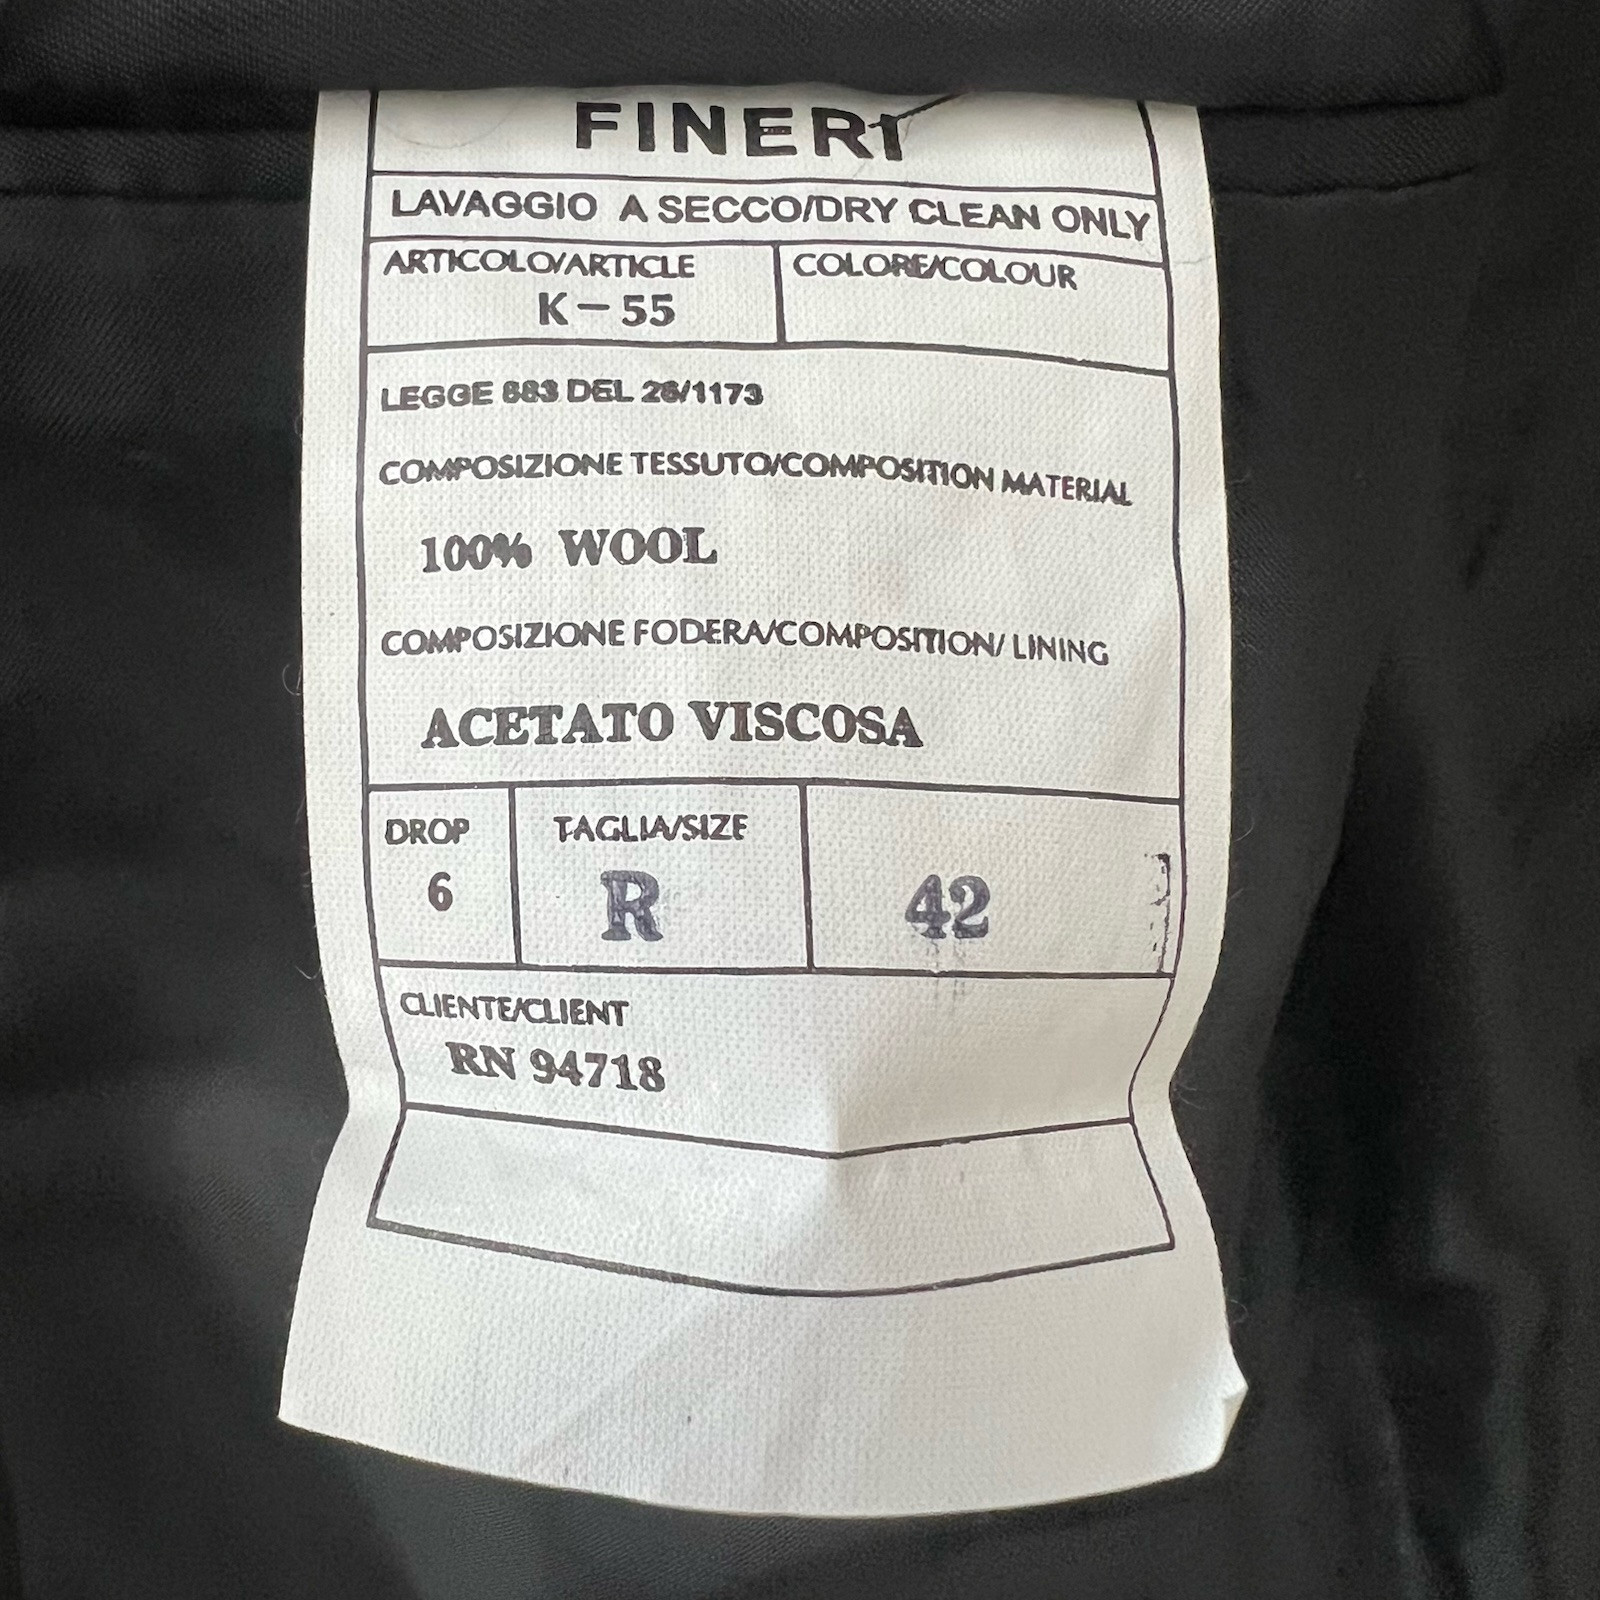 FINERI
LAVAGGIO A SECCO/DRY CLEAN ONLY
ARTICOLO/ARTICLE
K-55
COLORE/COLOUR
LEGGE 883 DEL 26/1173
COMPOSIZIONE TESSUTO/COMPOSITION MATERIAL
100% WOOL
COMPOSIZIONE FODERA/COMPOSITION/ LINING
ACETATO VISCOSA
DROP
6
TAGLIA/SIZE
R
42
CLIENTE/CLIENT
RN 94718